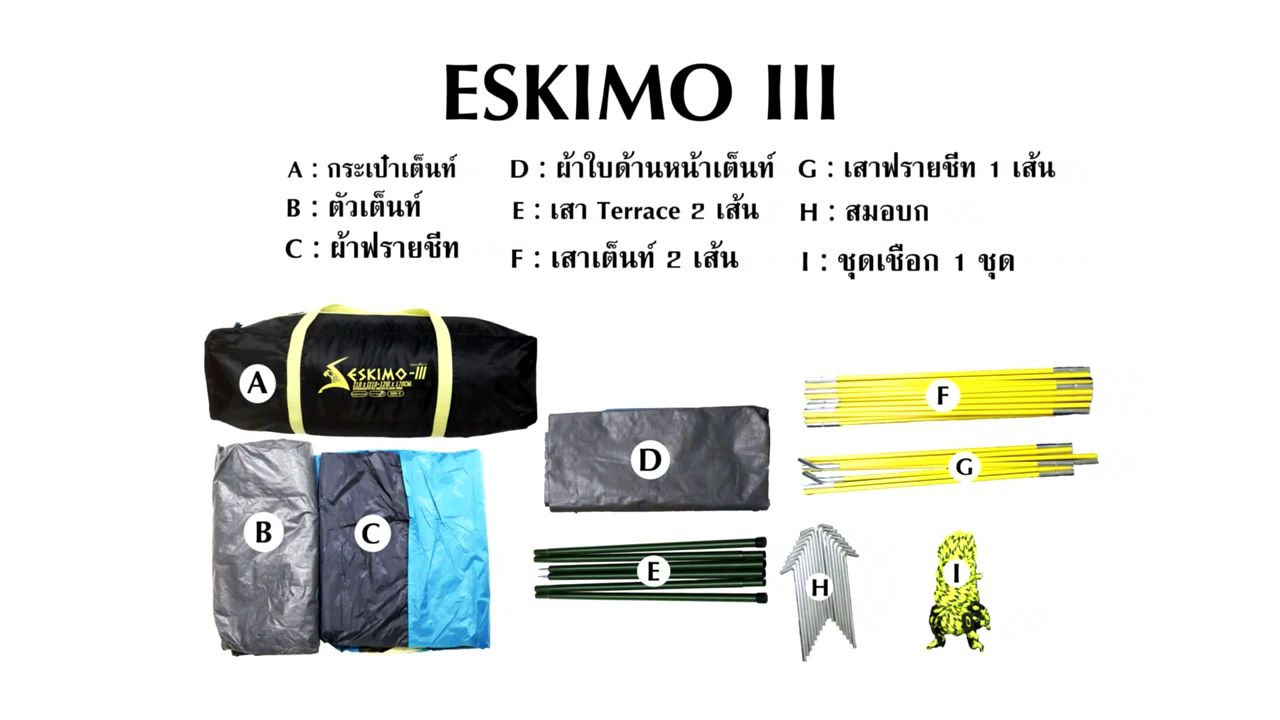 ESKIMO III
A : กระเป๋าเต็นท์
B : ตัวเต็นท์
C : ผ้าฟรายชีท
D : ผ้าใบด้านหน้าเต็นท์
E : เสา Terrace 2 เส้น
F : เสาเต็นท์ 2 เส้น
G : เสาฟรายชีท 1 เส้น
H : สมอบก
I : ชุดเชือก 1 ชุด
A
ESKIMO-III
210 x (210+120) x 170CM.
B
C
D
E
F
G
H
I